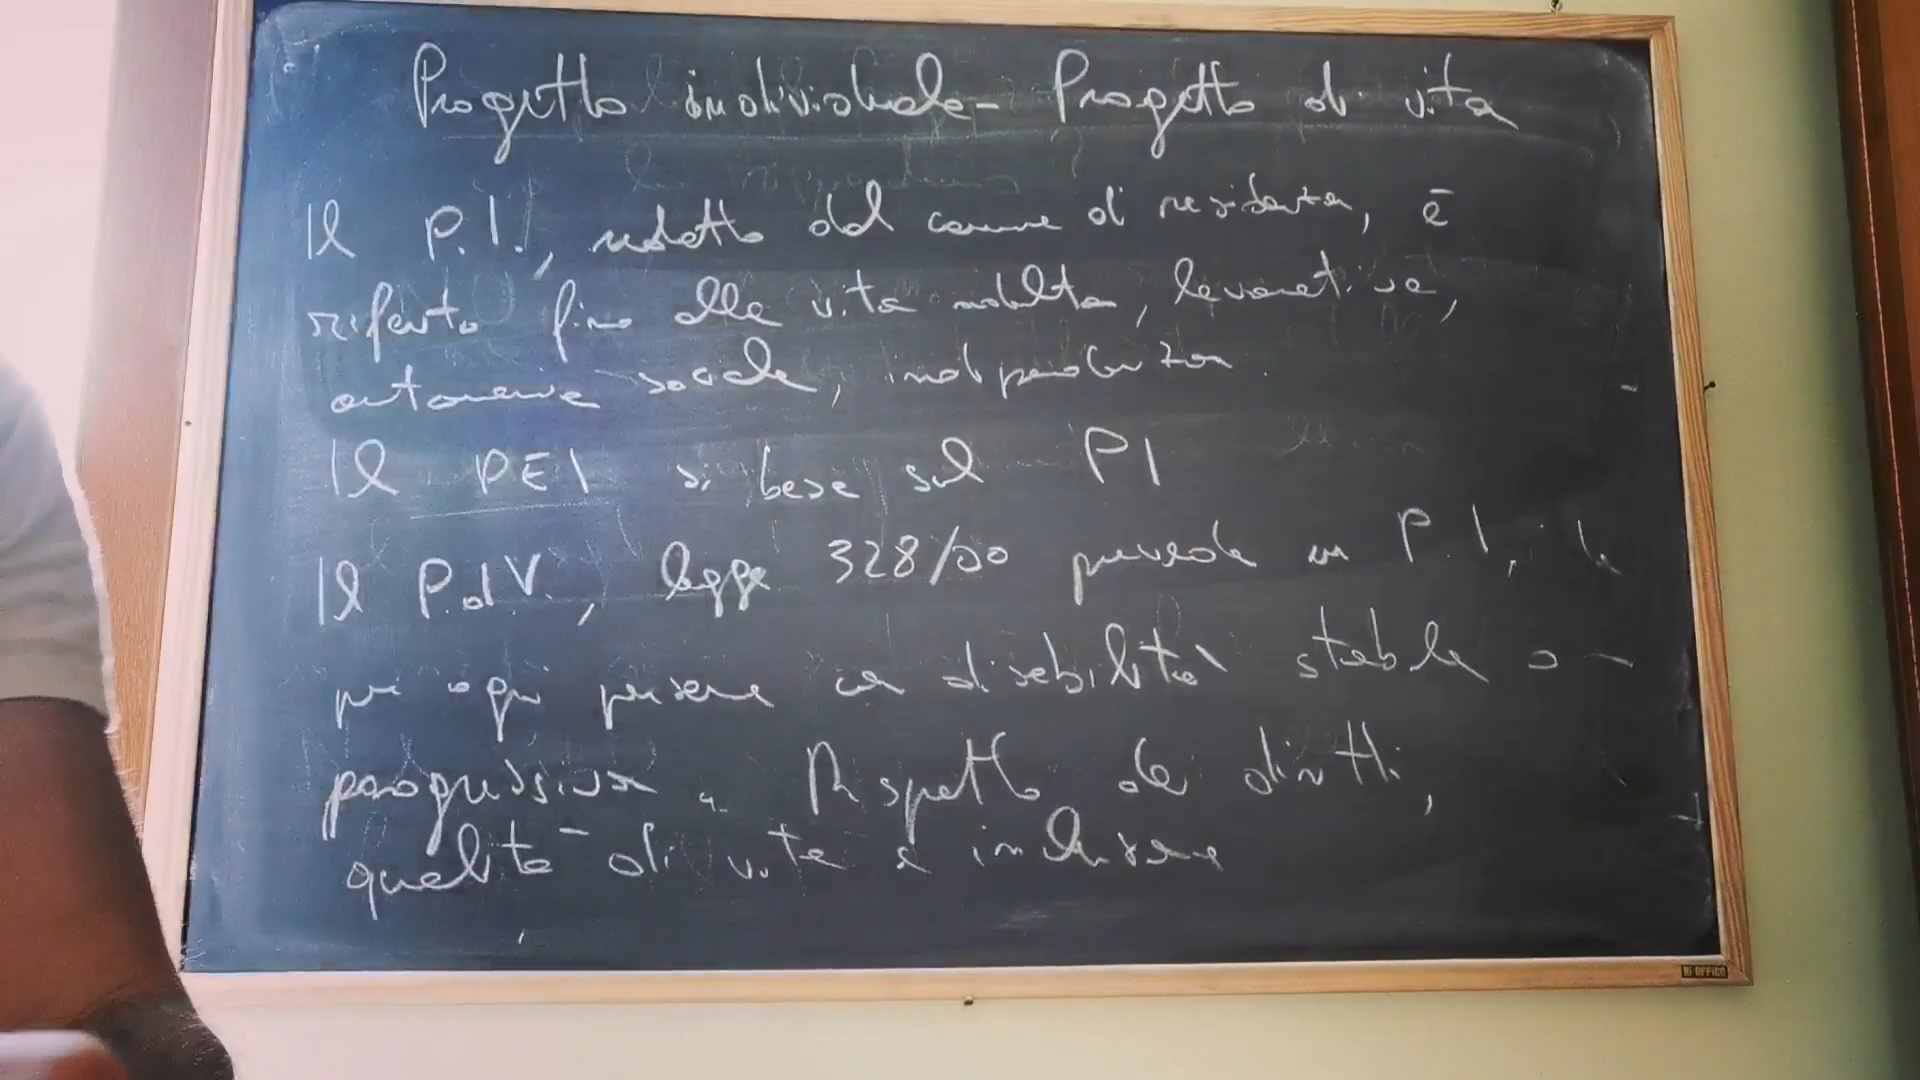 Progetto individuale - Progetto di vita
Il P.I., redatto dal comune di residenza, è
riferito fino alla vita adulta, lavorativa,
autonomia sociale, indipendenza.
Il PEI si basa sul PI
Il P.d.V., legge 328/00 prevede un P.I,
per ogni persona con disabilità stabile o
progressiva. Rispetto dei diritti,
qualità di vita e inclusione
BI OFFICE